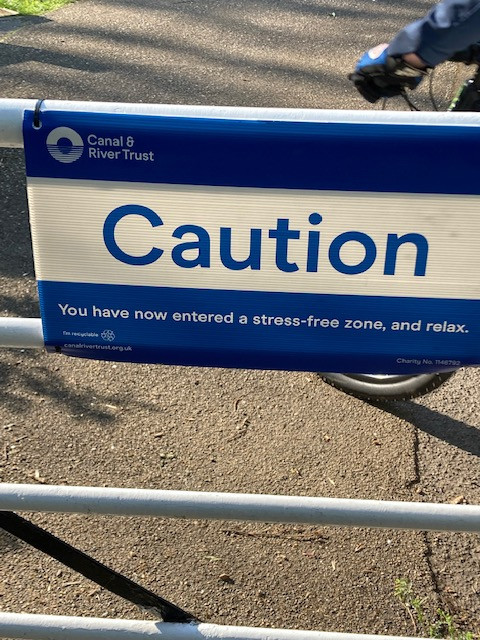 Canal &
River Trust
Caution
You have now entered a stress-free zone, and relax.
I'm recyclable
canalrivertrust.org.uk
Charity No. 1146792